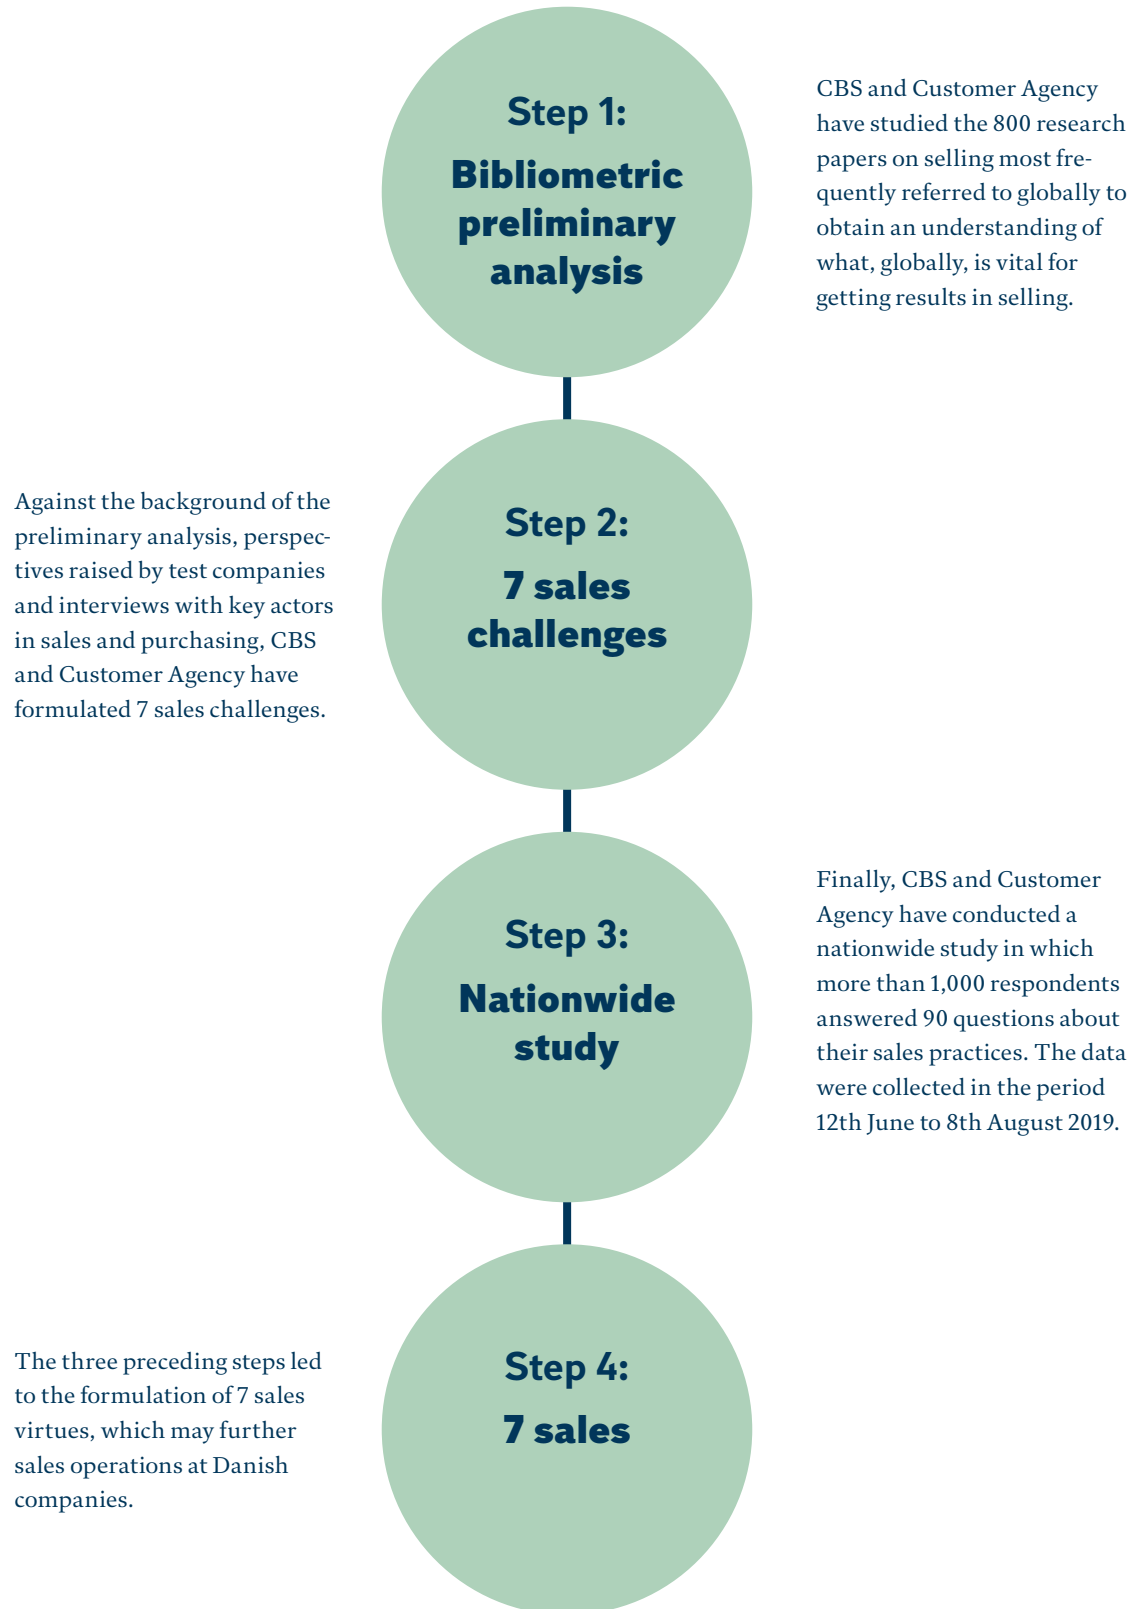 Step 1:
Bibliometric
preliminary
analysis
CBS and Customer Agency
have studied the 800 research
papers on selling most fre-
quently referred to globally to
obtain an understanding of
what, globally, is vital for
getting results in selling.
Against the background of the
preliminary analysis, perspec-
tives raised by test companies
and interviews with key actors
in sales and purchasing, CBS
and Customer Agency have
formulated 7 sales challenges.
Step 2:
7 sales
challenges
Step 3:
Nationwide
study
Finally, CBS and Customer
Agency have conducted a
nationwide study in which
more than 1,000 respondents
answered 90 questions about
their sales practices. The data
were collected in the period
12th June to 8th August 2019.
The three preceding steps led
to the formulation of 7 sales
virtues, which may further
sales operations at Danish
companies.
Step 4:
7 sales